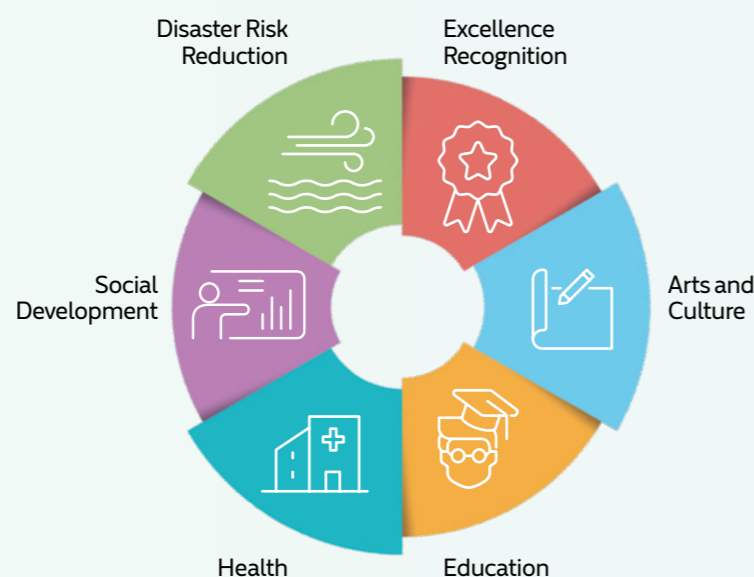 Disaster Risk
Reduction
Excellence
Recognition
Social
Development
Arts and
Culture
Health
Education